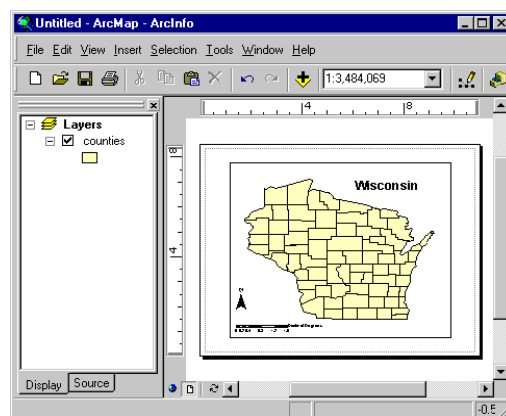 Untitled - ArcMap - ArcInfo
File Edit View Insert Selection Tools Window Help
1:3,484,069
Layers
counties
4 8
8
4
Wisconsin
Display Source
-0.5